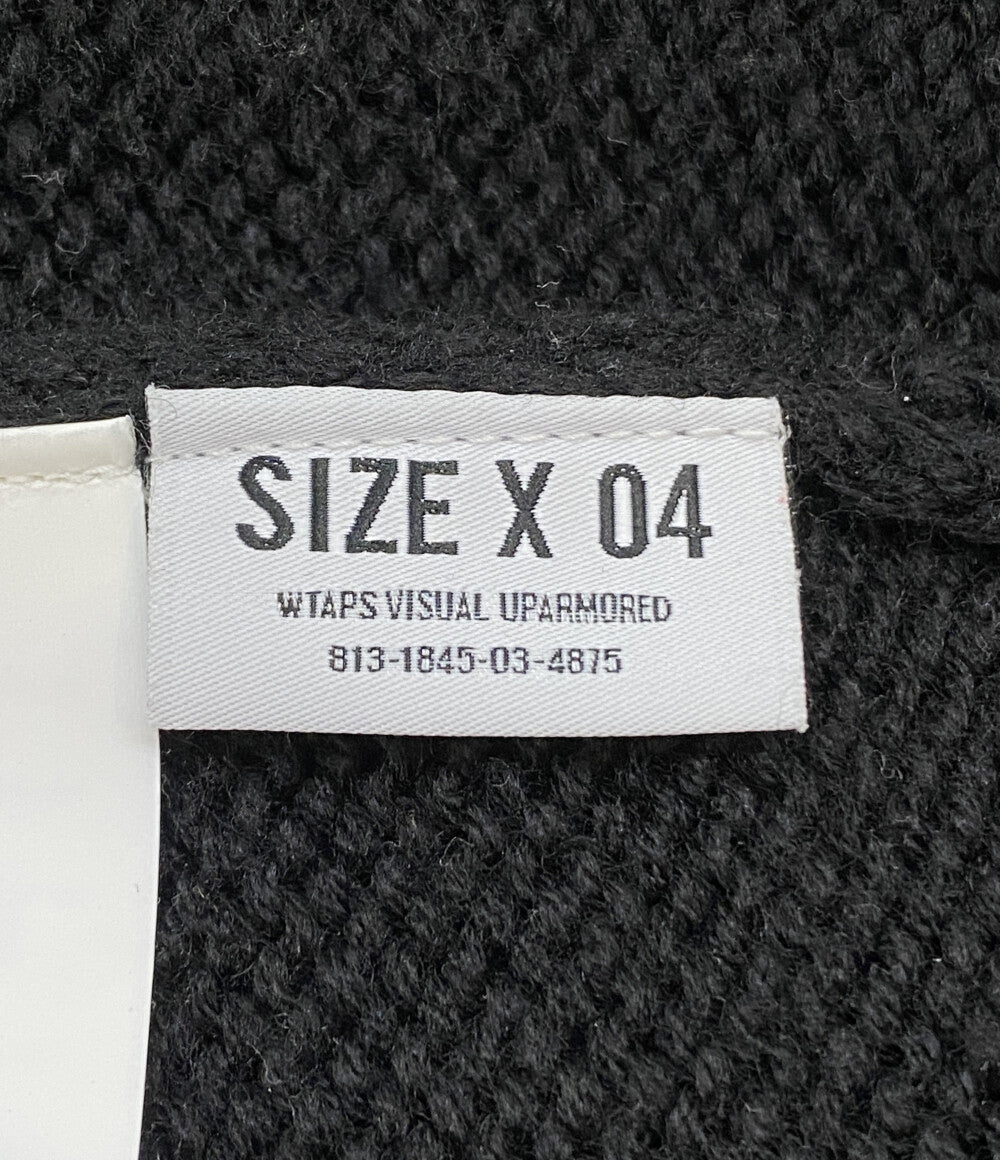 SIZE X 04
WTAPS VISUAL UPARMORED
813-1845-03-4875